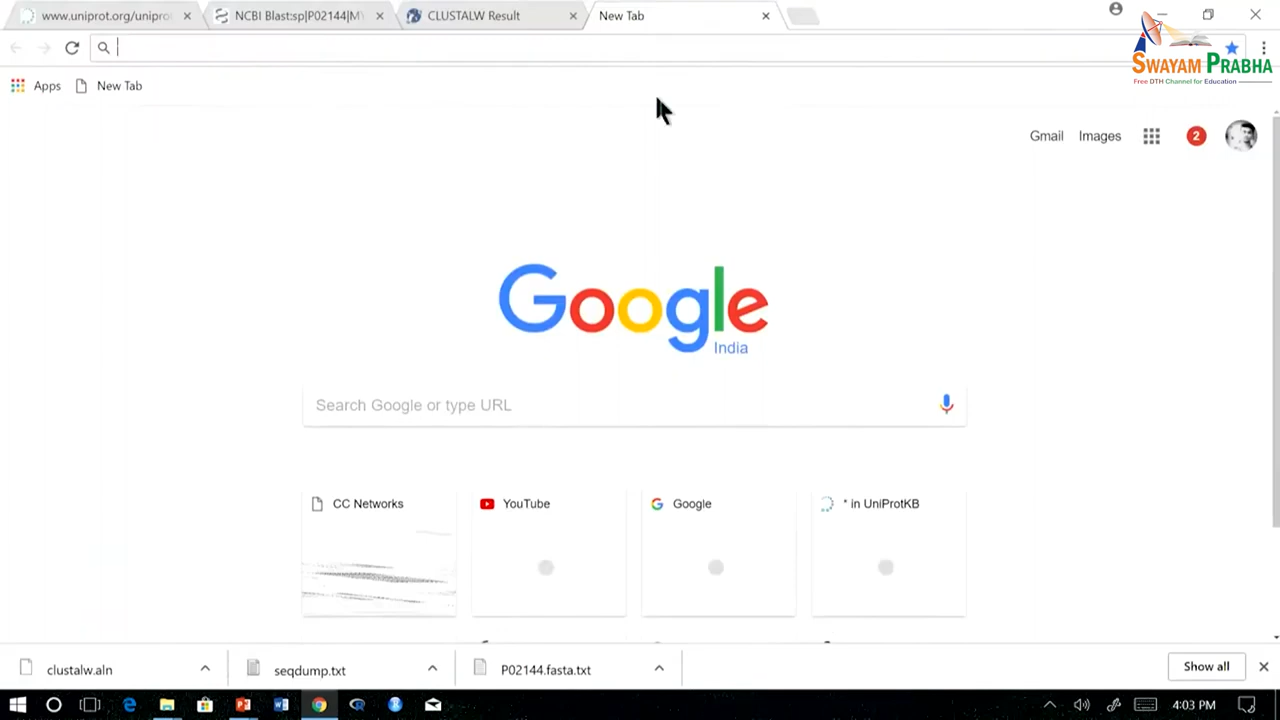 www.uniprot.org/uniprot
NCBI Blast:sp|P02144|M
CLUSTALW Result
New Tab
SWAYAM PRABHA
Free DTH Channel for Education
Apps
New Tab
Gmail
Images
2
Google
India
Search Google or type URL
CC Networks
YouTube
Google
* in UniProtKB
clustalw.aln
seqdump.txt
P02144.fasta.txt
Show all
4:03 PM